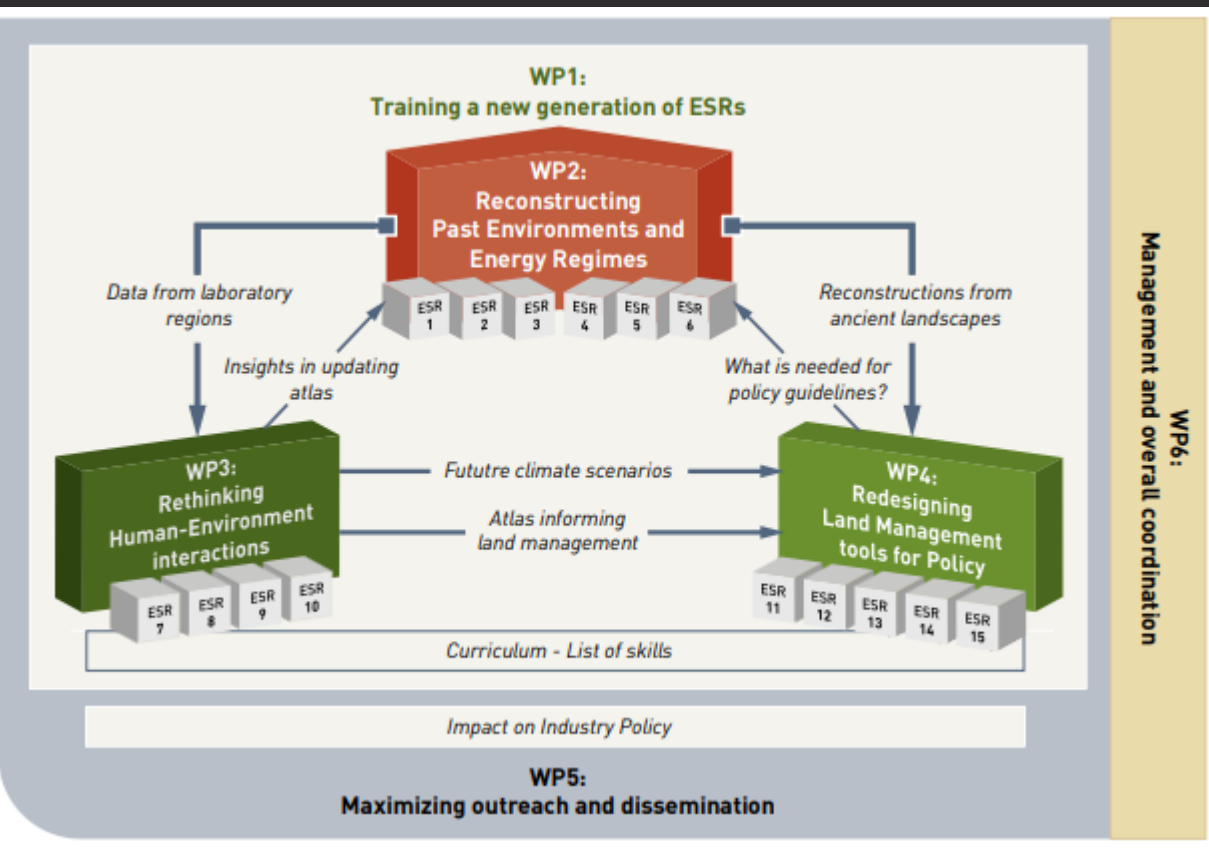 WP1:
Training a new generation of ESRs
WP2:
Reconstructing
Past Environments and
Energy Regimes
ESR
1
ESR
2
ESR
3
ESR
4
ESR
5
ESR
6
Data from laboratory
regions
Reconstructions from
ancient landscapes
Insights in updating
atlas
What is needed for
policy guidelines?
WP3:
Rethinking
Human-Environment
interactions
ESR
7
ESR
8
ESR
9
ESR
10
Fututre climate scenarios
Atlas informing
land management
WP4:
Redesigning
Land Management
tools for Policy
ESR
11
ESR
12
ESR
13
ESR
14
ESR
15
Curriculum - List of skills
Impact on Industry Policy
WP5:
Maximizing outreach and dissemination
WP6:
Management and overall coordination